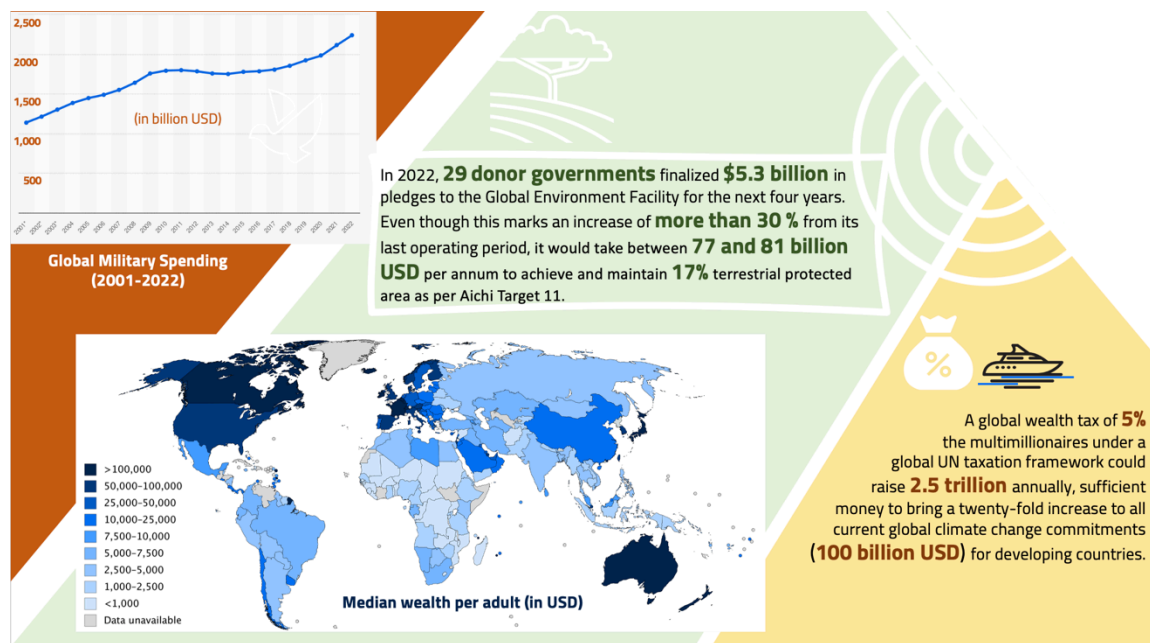 2,500
2000
1,500
1,000
500
(in billion USD)
2001*
2002*
2003*
2004
2005
2006
2007
2008
2009
2010
2011
2012
2013
2014
2015
2016
2017
2018
2019
2020
2021
2022
Global Military Spending
(2001-2022)
In 2022, 29 donor governments finalized $5.3 billion in
pledges to the Global Environment Facility for the next four years.
Even though this marks an increase of more than 30 % from its
last operating period, it would take between 77 and 81 billion
USD per annum to achieve and maintain 17% terrestrial protected
area as per Aichi Target 11.
>100,000
50,000–100,000
25,000–50,000
10,000–25,000
7,500–10,000
5,000–7,500
2,500–5,000
1,000–2,500
<1,000
Data unavailable
Median wealth per adult (in USD)
%
A global wealth tax of 5%
the multimillionaires under a
global UN taxation framework could
raise 2.5 trillion annually, sufficient
money to bring a twenty-fold increase to all
current global climate change commitments
(100 billion USD) for developing countries.